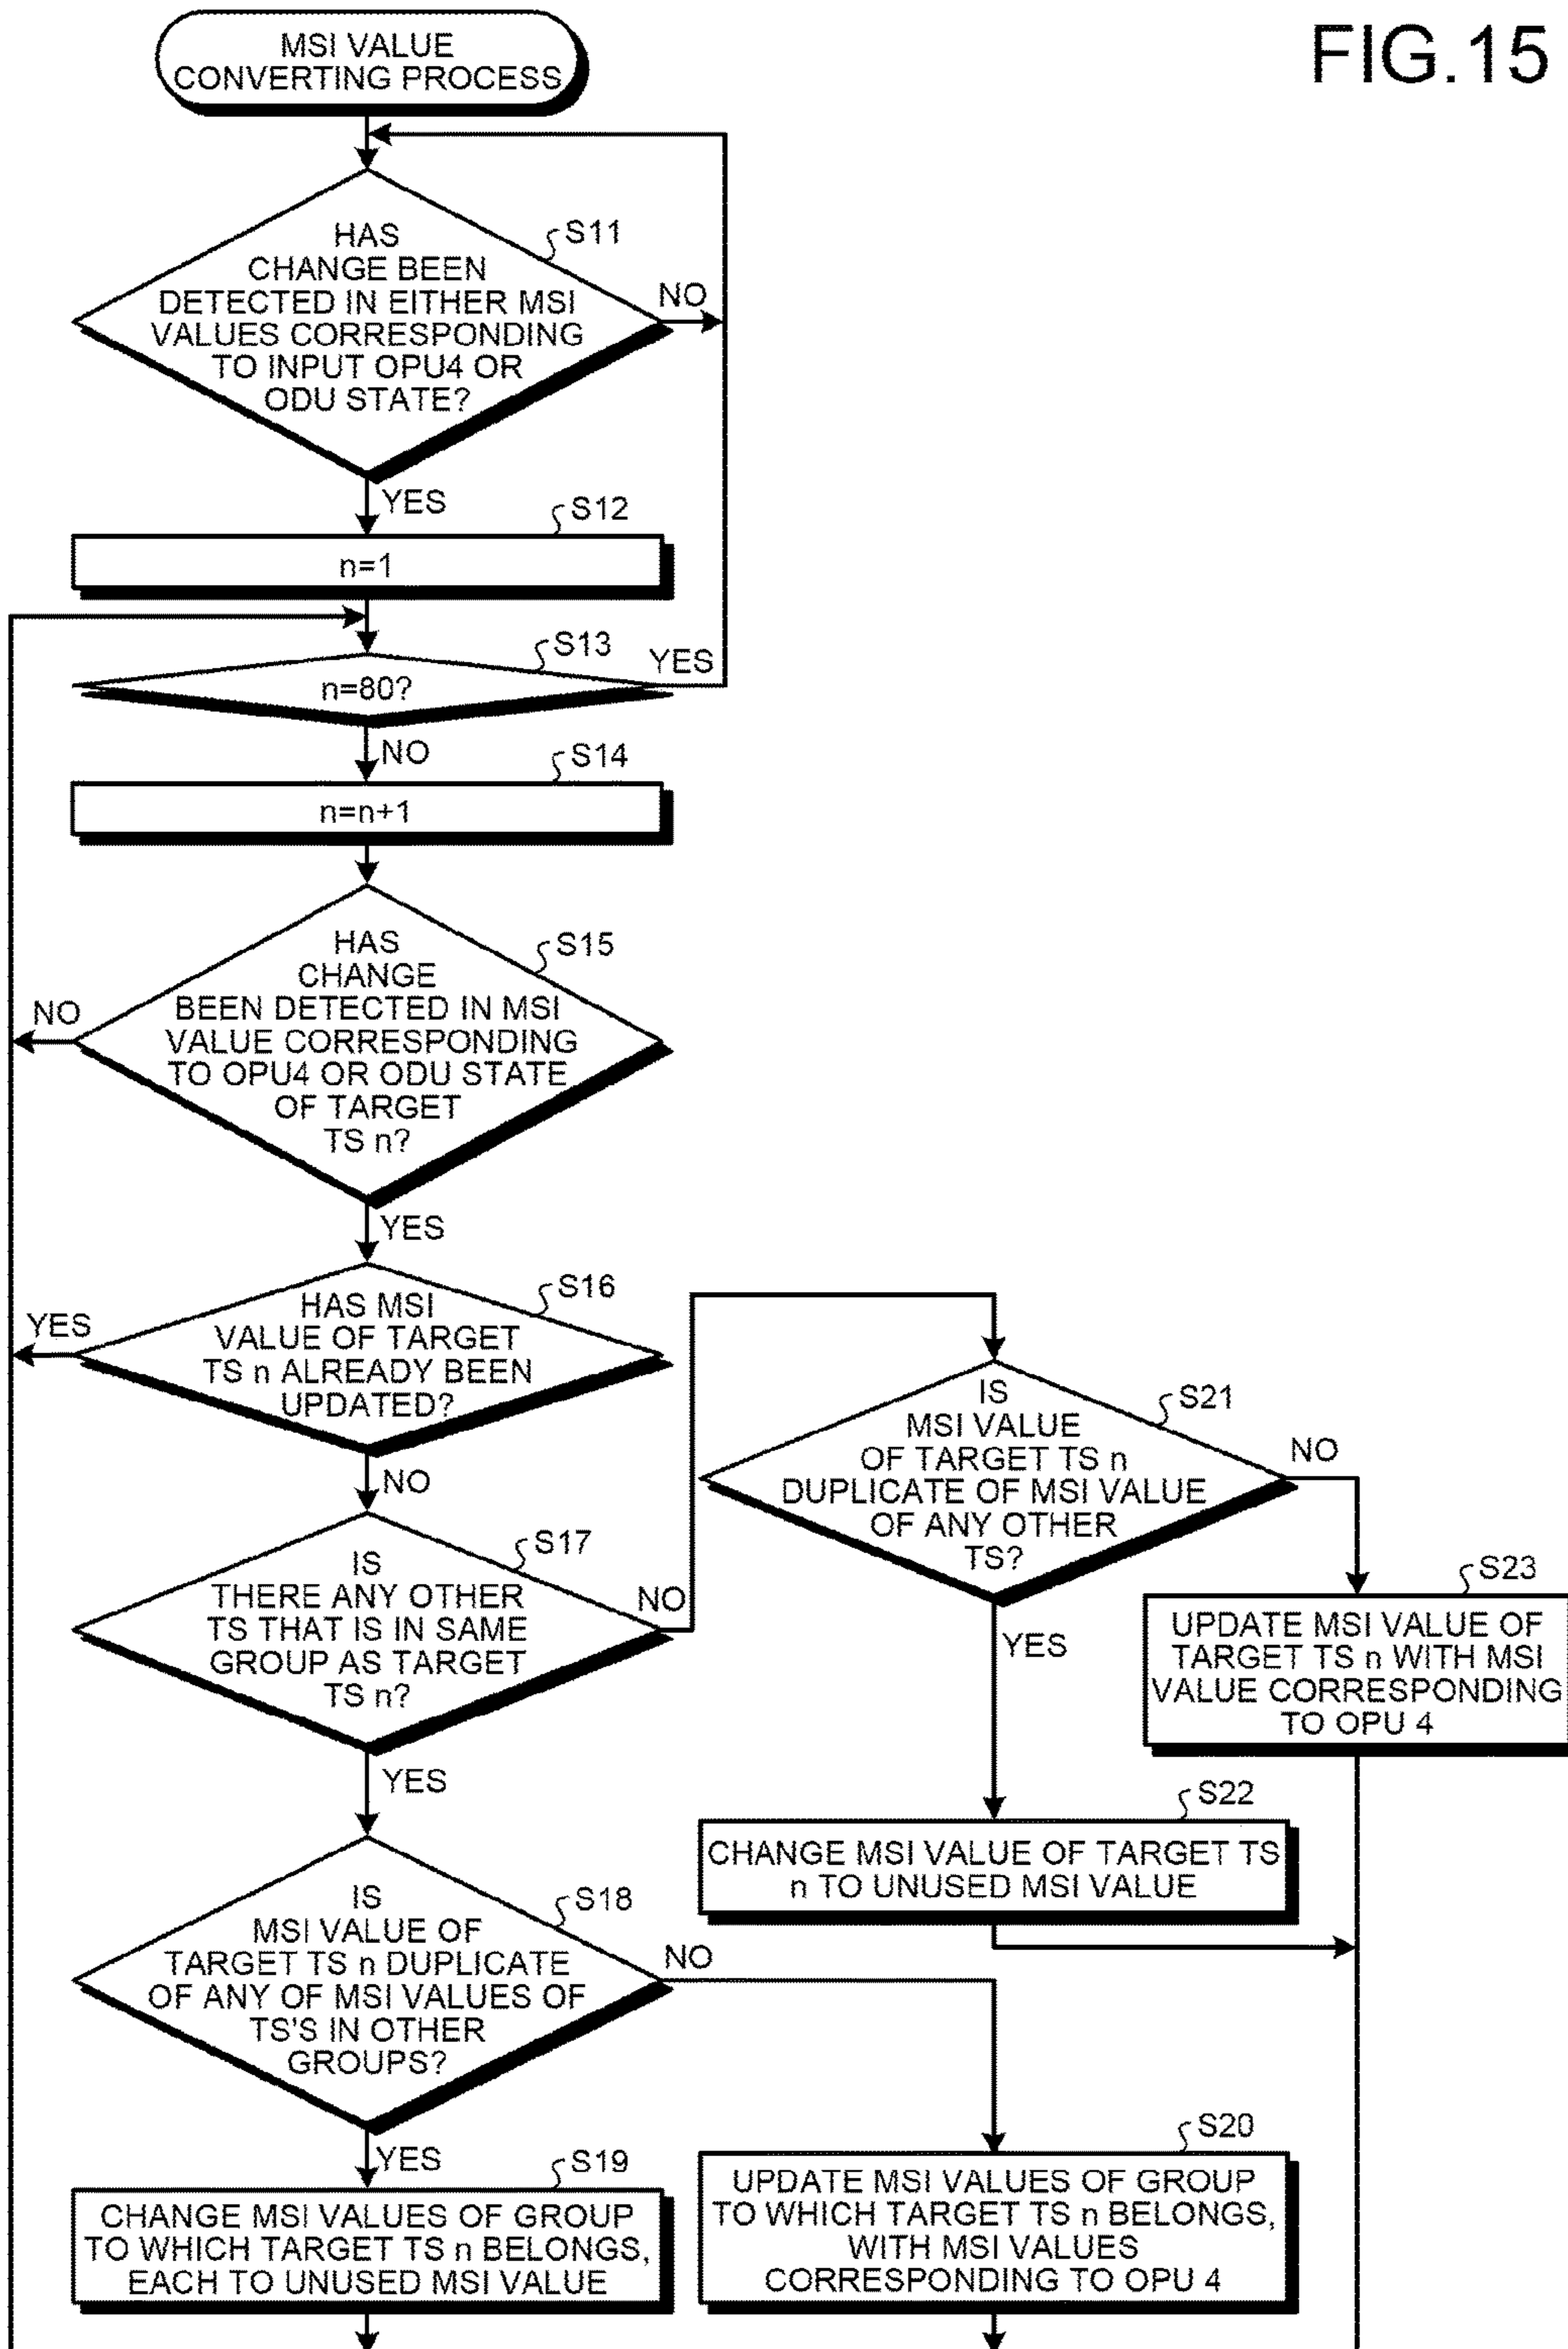 FIG.15
MSI VALUE
CONVERTING PROCESS
S11
HAS
CHANGE BEEN
DETECTED IN EITHER MSI
VALUES CORRESPONDING
TO INPUT OPU4 OR
ODU STATE?
NO
YES
S12
n=1
S13
n=80?
YES
NO
S14
n=n+1
S15
HAS
CHANGE
BEEN DETECTED IN MSI
VALUE CORRESPONDING
TO OPU4 OR ODU STATE
OF TARGET
TS n?
NO
YES
S16
HAS MSI
VALUE OF TARGET
TS n ALREADY BEEN
UPDATED?
YES
NO
S17
IS
THERE ANY OTHER
TS THAT IS IN SAME
GROUP AS TARGET
TS n?
NO
YES
S18
IS
MSI VALUE OF
TARGET TS n DUPLICATE
OF ANY OF MSI VALUES OF
TS'S IN OTHER
GROUPS?
NO
YES
S19
CHANGE MSI VALUES OF GROUP
TO WHICH TARGET TS n BELONGS,
EACH TO UNUSED MSI VALUE
S20
UPDATE MSI VALUES OF GROUP
TO WHICH TARGET TS n BELONGS,
WITH MSI VALUES
CORRESPONDING TO OPU 4
S21
IS
MSI VALUE
OF TARGET TS n
DUPLICATE OF MSI VALUE
OF ANY OTHER
TS?
NO
YES
S22
CHANGE MSI VALUE OF TARGET TS
n TO UNUSED MSI VALUE
S23
UPDATE MSI VALUE OF
TARGET TS n WITH MSI
VALUE CORRESPONDING
TO OPU 4